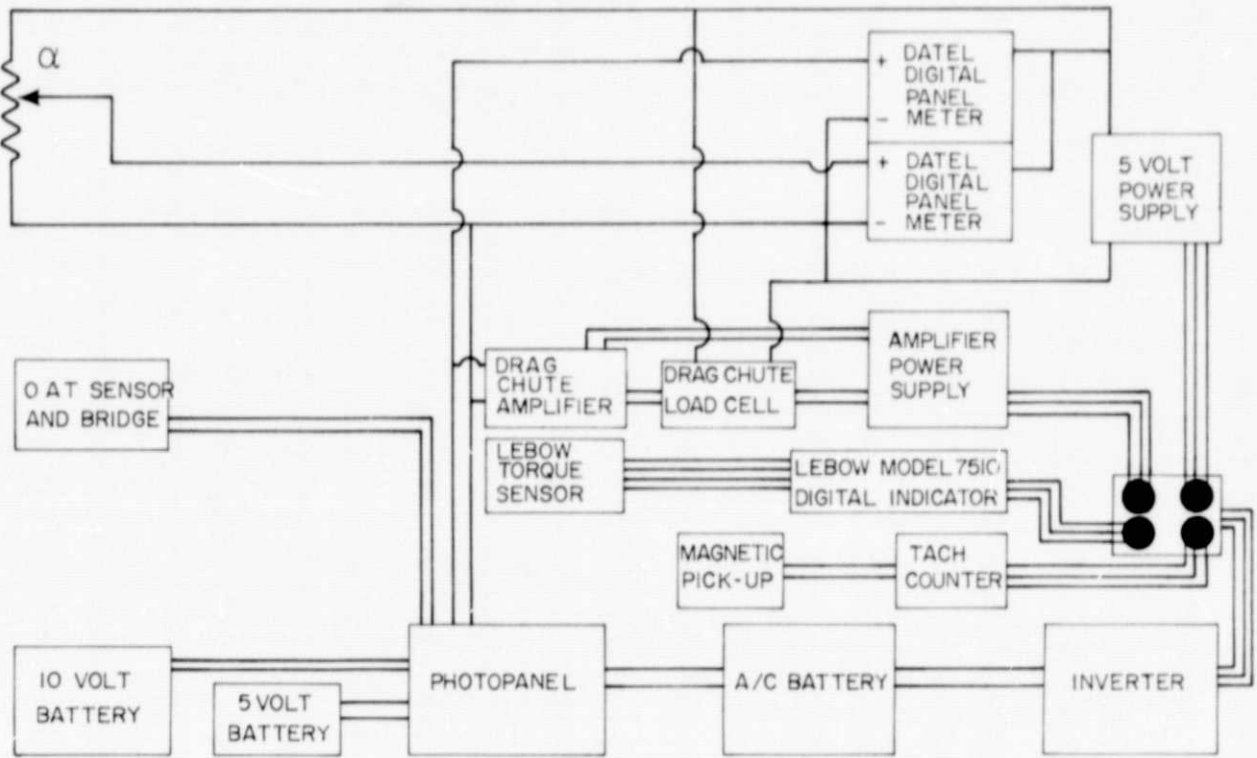 α
+ DATEL
DIGITAL
PANEL
- METER
+ DATEL
DIGITAL
PANEL
- METER
5 VOLT
POWER
SUPPLY
OAT SENSOR
AND BRIDGE
DRAG
CHUTE
AMPLIFIER
DRAG CHUTE
LOAD CELL
AMPLIFIER
POWER
SUPPLY
LEBOW
TORQUE
SENSOR
LEBOW MODEL 7510
DIGITAL INDICATOR
MAGNETIC
PICK-UP
TACH
COUNTER
10 VOLT
BATTERY
5 VOLT
BATTERY
PHOTOPANEL
A/C BATTERY
INVERTER